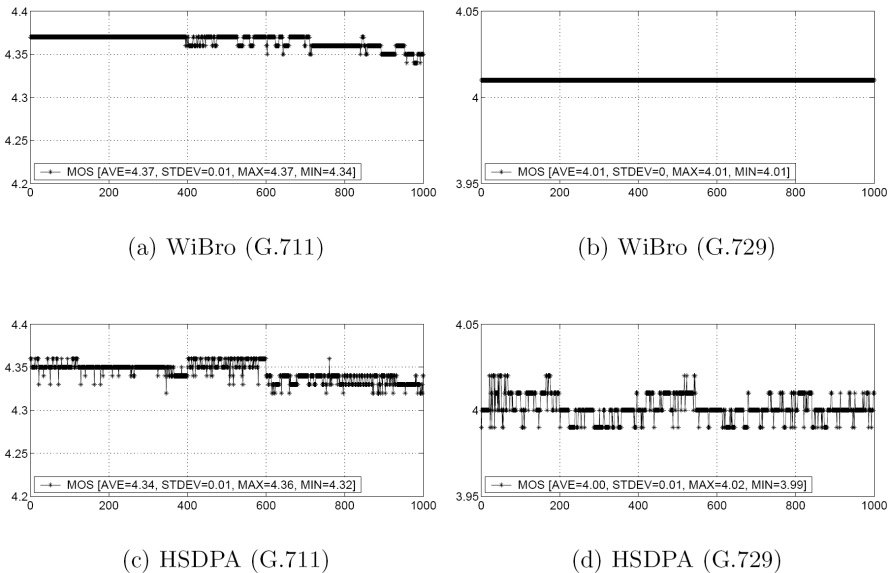 4.4
4.35
4.3
4.25
4.2
0 200 400 600 800 1000
MOS [AVE=4.37, STDEV=0.01, MAX=4.37, MIN=4.34]
(a) WiBro (G.711)
4.05
4
3.95
0 200 400 600 800 1000
MOS [AVE=4.01, STDEV=0, MAX=4.01, MIN=4.01]
(b) WiBro (G.729)
4.4
4.35
4.3
4.25
4.2
0 200 400 600 800 1000
MOS [AVE=4.34, STDEV=0.01, MAX=4.36, MIN=4.32]
(c) HSDPA (G.711)
4.05
4
3.95
0 200 400 600 800 1000
MOS [AVE=4.00, STDEV=0.01, MAX=4.02, MIN=3.99]
(d) HSDPA (G.729)